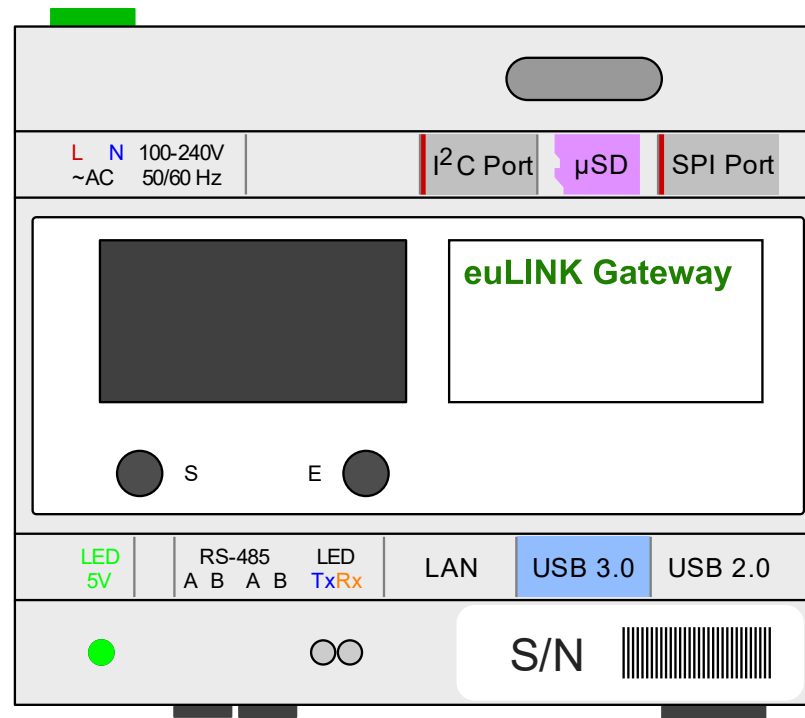 L N 100-240V
~AC 50/60 Hz
I²C Port
µSD
SPI Port
euLINK Gateway
S
E
LED
5V
RS-485
A B A B
LED
TxRx
LAN
USB 3.0
USB 2.0
S/N